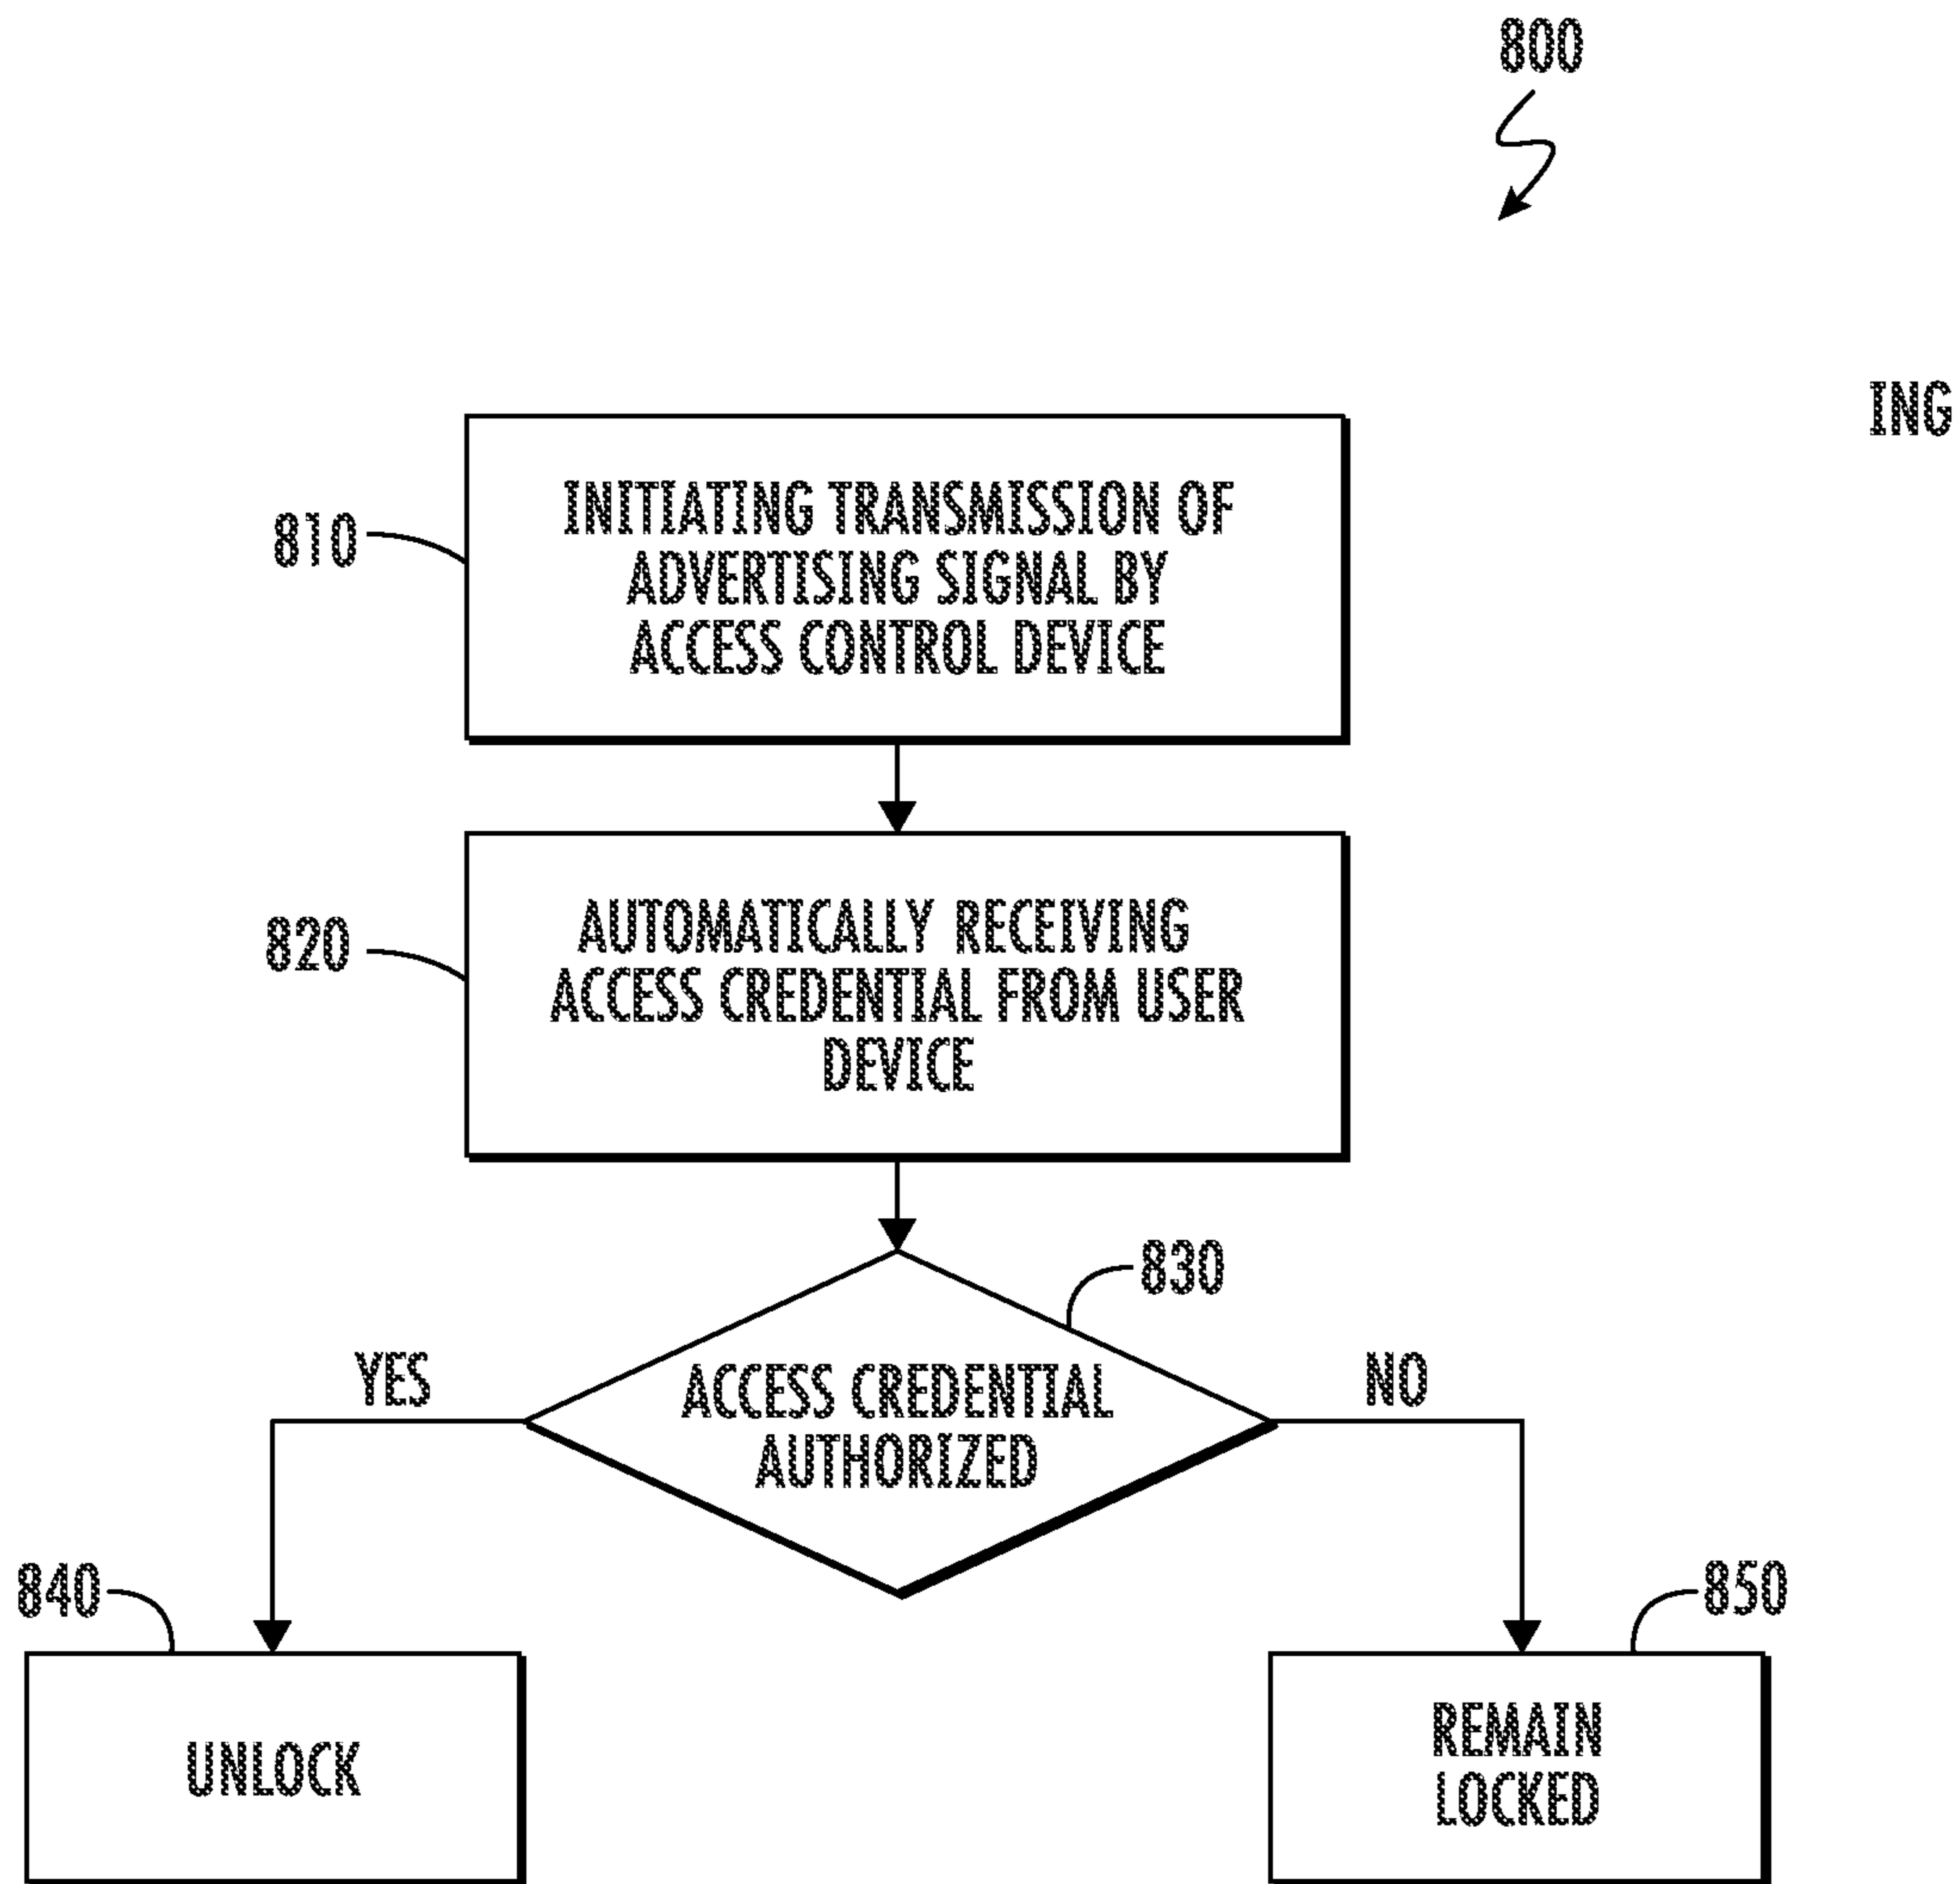 800
ING
810
INITIATING TRANSMISSION OF
ADVERTISING SIGNAL BY
ACCESS CONTROL DEVICE
820
AUTOMATICALLY RECEIVING
ACCESS CREDENTIAL FROM USER
DEVICE
830
YES
ACCESS CREDENTIAL
AUTHORIZED
NO
840
UNLOCK
850
REMAIN
LOCKED